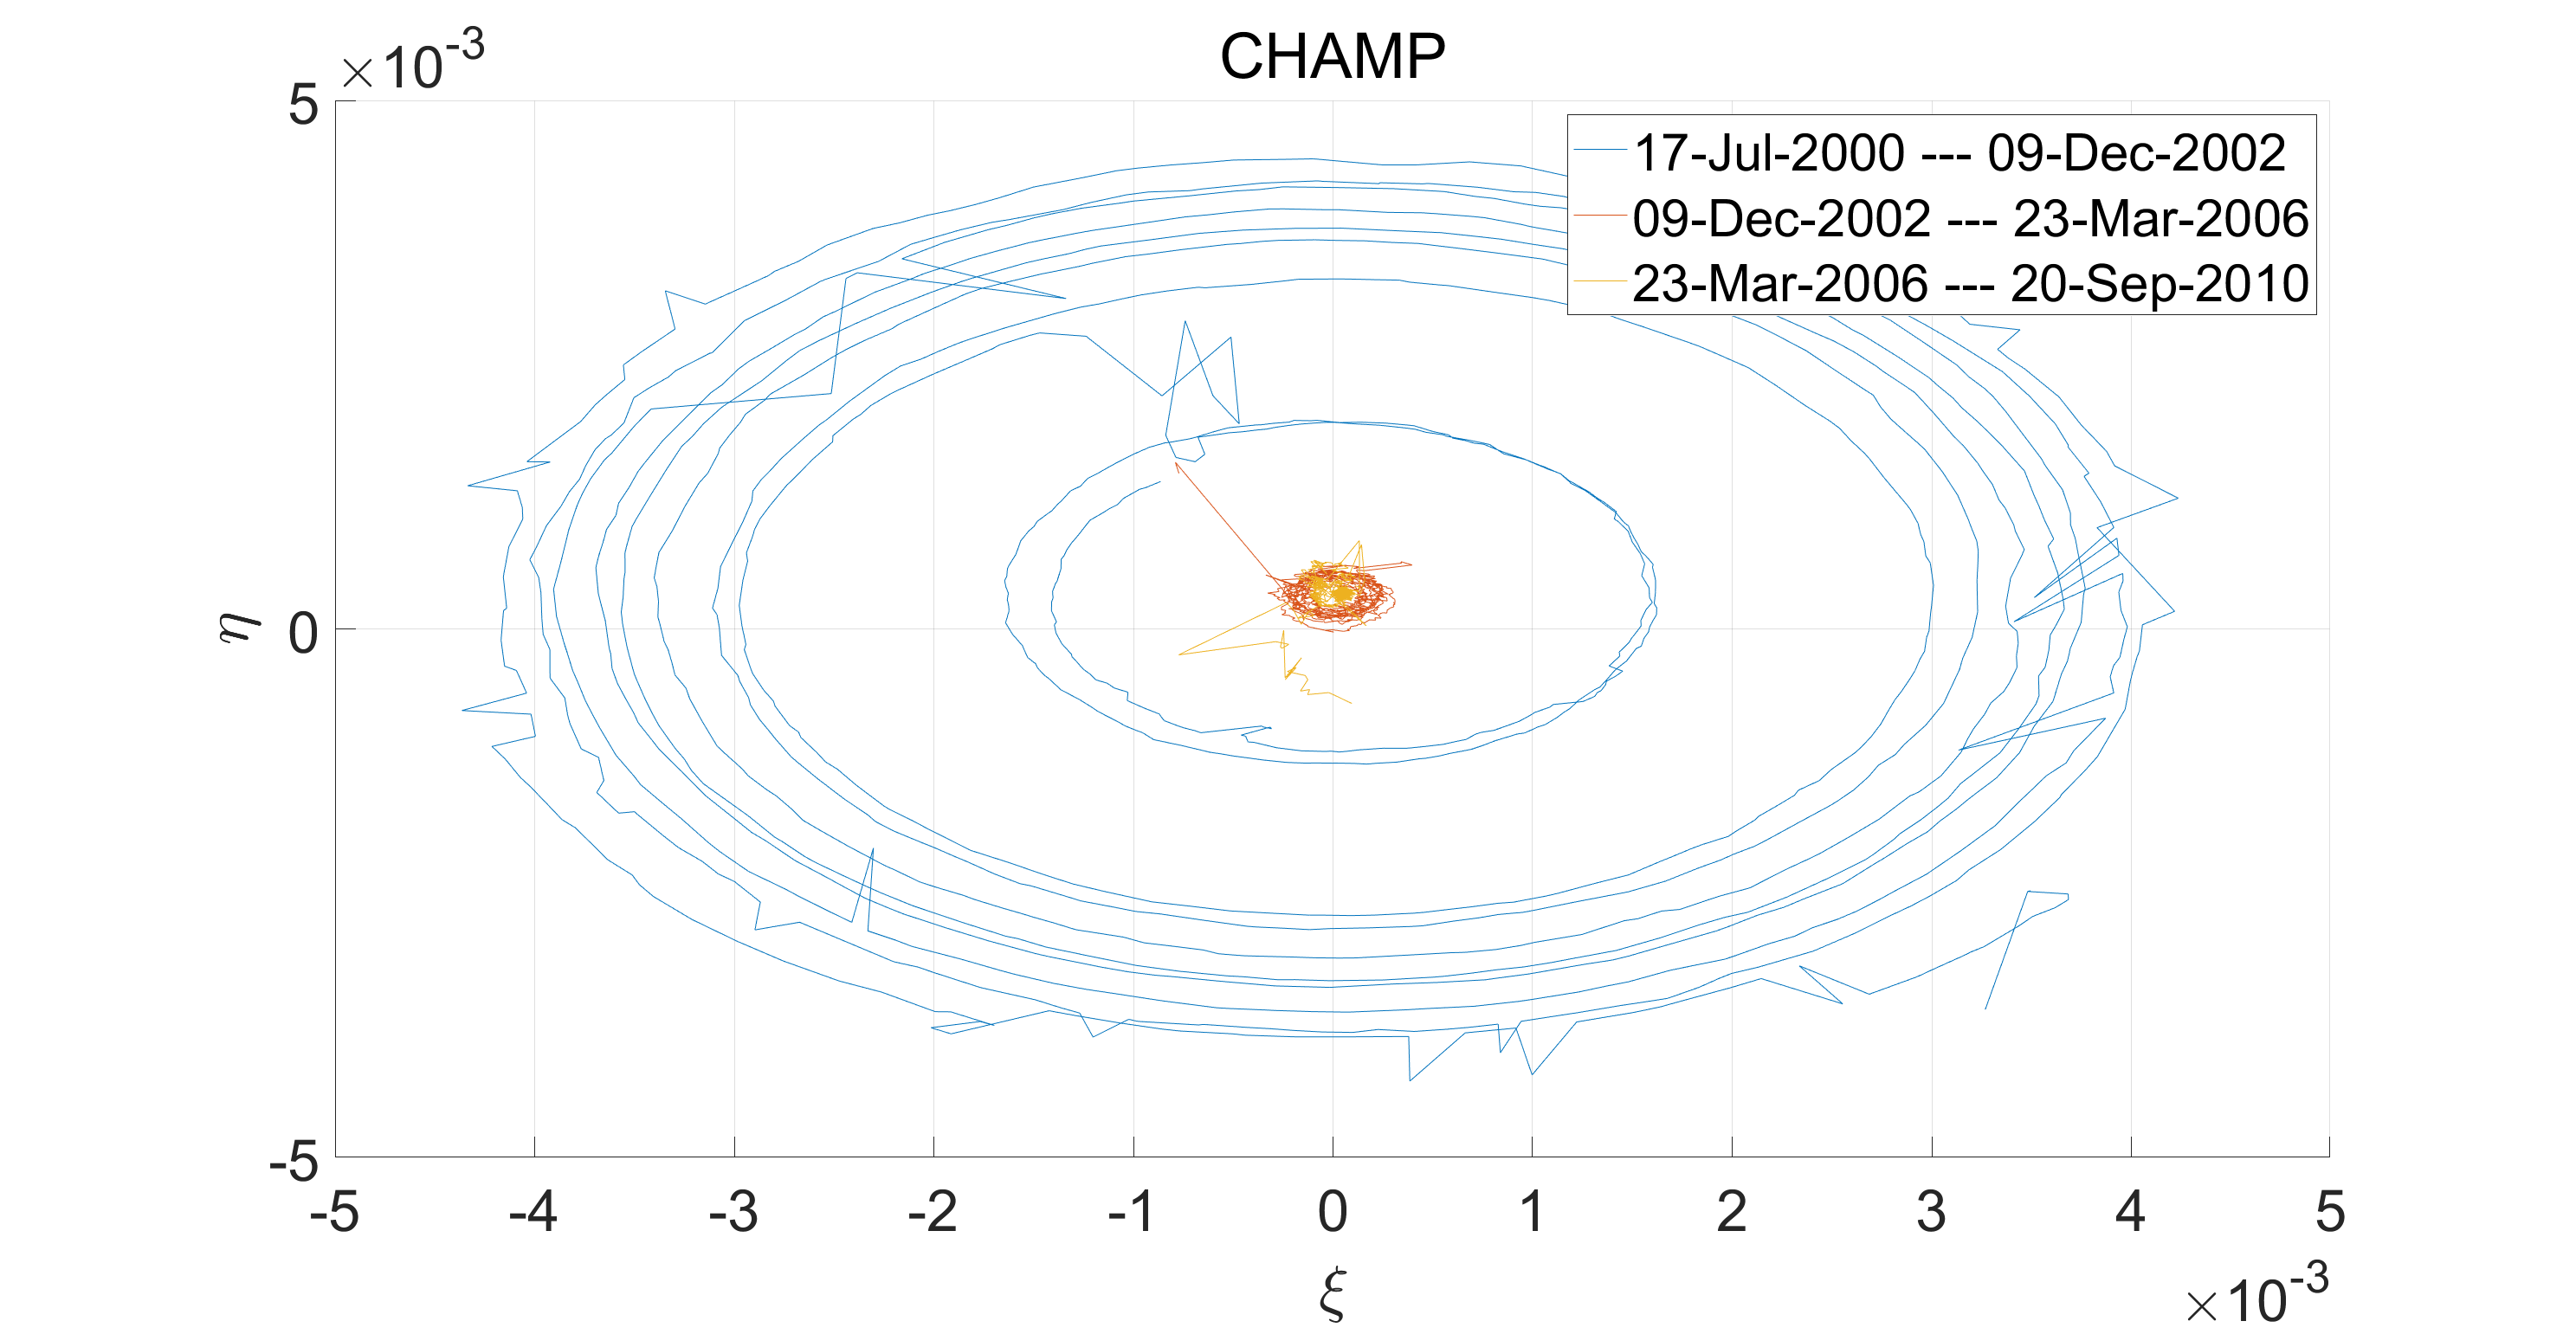 CHAMP
×10-3
5
0
-5
η
17-Jul-2000 --- 09-Dec-2002
09-Dec-2002 --- 23-Mar-2006
23-Mar-2006 --- 20-Sep-2010
-5 -4 -3 -2 -1 0 1 2 3 4 5
ξ
×10-3